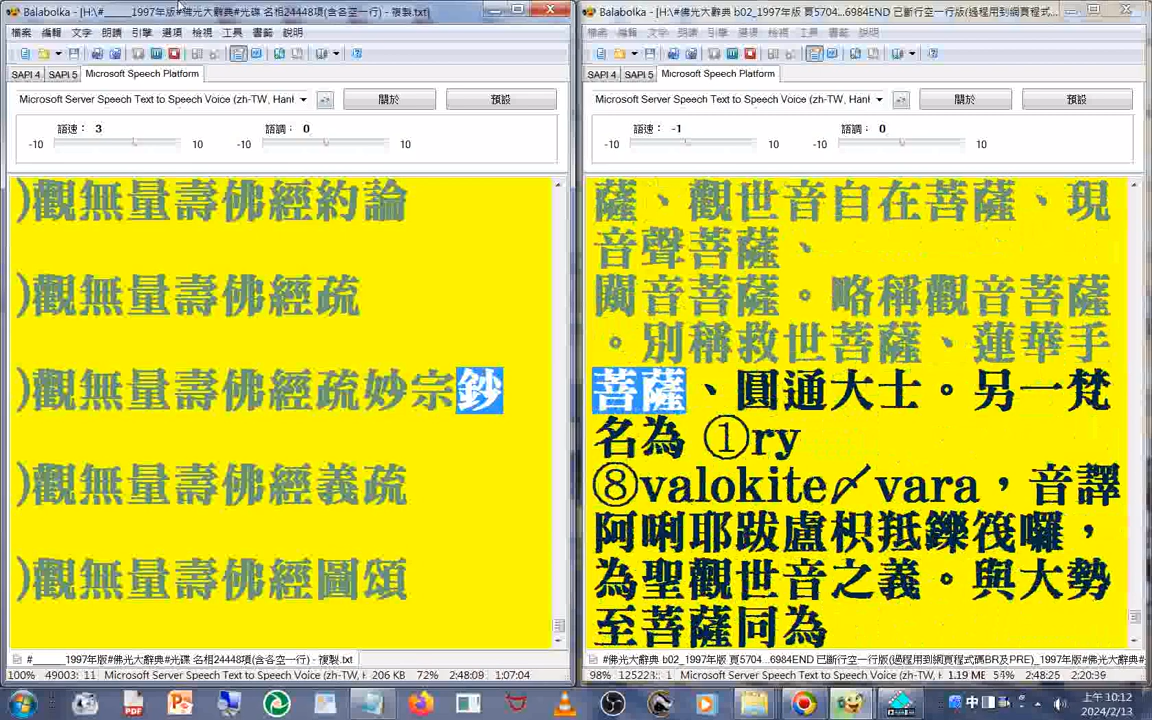 Balabolka - [H:\#_____1997年版#佛光大辭典#光碟 名相24448項(含各空一行) - 複製.txt]
檔案 編輯 文字 朗讀 引擎 選項 檢視 工具 書籤 說明
SAPI 4 SAPI 5 Microsoft Speech Platform
Microsoft Server Speech Text to Speech Voice (zh-TW, Hanl
關於
預設
語速： 3
語調： 0
-10 10 -10 10
)觀無量壽佛經約論
)觀無量壽佛經疏
)觀無量壽佛經疏妙宗鈔
)觀無量壽佛經義疏
)觀無量壽佛經圖頌
#_____1997年版#佛光大辭典#光碟 名相24448項(含各空一行) - 複製.txt
100% 49003: 11 Microsoft Server Speech Text to Speech Voice (zh-TW, H 206 KB 72% 2:48:09 1:07:04
Balabolka - [H:\#佛光大辭典 b02_1997年版 頁5704...6984END 已斷行空一行版(過程用到網頁程式...
檔案 編輯 文字 朗讀 引擎 選項 檢視 工具 書籤 說明
SAPI 4 SAPI 5 Microsoft Speech Platform
Microsoft Server Speech Text to Speech Voice (zh-TW, Hanl
關於
預設
語速： -1
語調： 0
-10 10 -10 10
薩、觀世音自在菩薩、現
音聲菩薩、
闚音菩薩。略稱觀音菩薩
。別稱救世菩薩、蓮華手
菩薩、圓通大士。另一梵
名為 ①ry
⑧valokite〆vara，音譯
阿唎耶跋盧枳羝鑠筏囉，
為聖觀世音之義。與大勢
至菩薩同為
#佛光大辭典 b02_1997年版 頁5704...6984END 已斷行空一行版(過程用到網頁程式碼BR及PRE)_1997年版#佛光大辭典#
98% 125223: 1 Microsoft Server Speech Text to Speech Voice (zh-TW, H 1.19 MB 54% 2:48:25 2:20:39
中
上午 10:12
2024/2/13